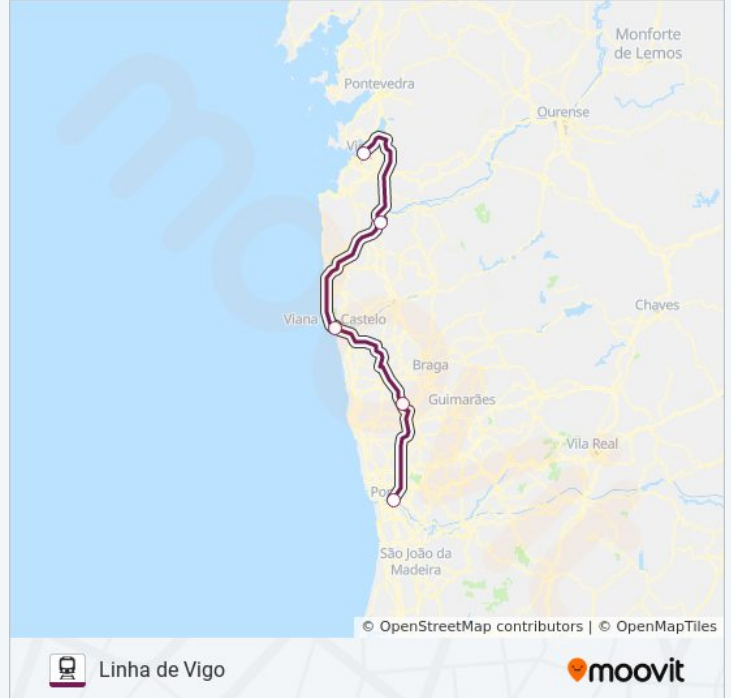 Monforte
de Lemos
Pontevedra
Ourense
Viana
Castelo
Chaves
Braga
Guimarães
Vila Real
São João da
Madeira
© OpenStreetMap contributors | © OpenMapTiles
Linha de Vigo
moovit